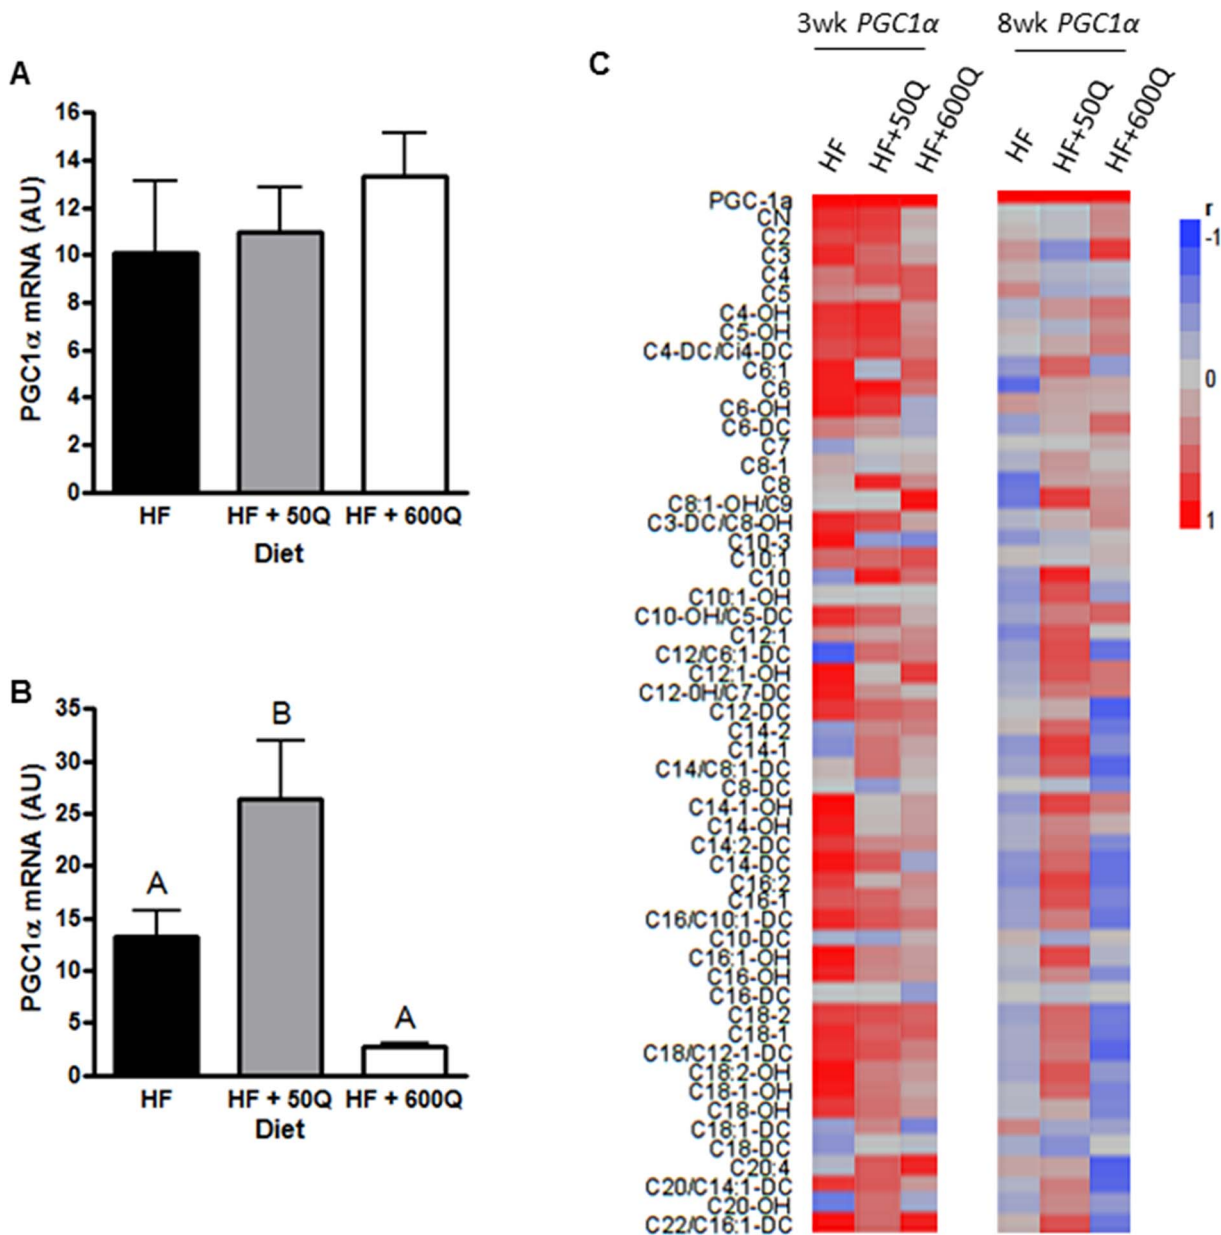 A
PGC1α mRNA (AU)
16
14
12
10
8
6
4
2
0
HF
HF + 50Q
HF + 600Q
Diet
B
PGC1α mRNA (AU)
35
30
25
20
15
10
5
0
A
B
A
HF
HF + 50Q
HF + 600Q
Diet
C
3wk PGC1α
8wk PGC1α
HF
HF+50Q
HF+600Q
HF
HF+50Q
HF+600Q
PGC-1a
CN
C2
C3
C4
C5
C4-OH
C5-OH
C4-DC/Ci4-DC
C6:1
C6
C6-OH
C6-DC
C7
C8-1
C8
C8:1-OH/C9
C3-DC/C8-OH
C10-3
C10:1
C10
C10:1-OH
C10-OH/C5-DC
C12:1
C12/C6:1-DC
C12:1-OH
C12-0H/C7-DC
C12-DC
C14-2
C14-1
C14/C8:1-DC
C8-DC
C14-1-OH
C14-OH
C14:2-DC
C14-DC
C16:2
C16-1
C16/C10:1-DC
C10-DC
C16:1-OH
C16-OH
C16-DC
C18-2
C18-1
C18/C12-1-DC
C18:2-OH
C18-1-OH
C18-OH
C18:1-DC
C18-DC
C20:4
C20/C14:1-DC
C20-OH
C22/C16:1-DC
r
-1
0
1